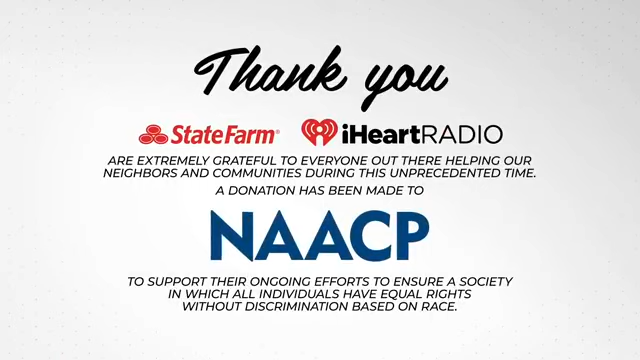 Thank you
StateFarm® iHeartRADIO
ARE EXTREMELY GRATEFUL TO EVERYONE OUT THERE HELPING OUR
NEIGHBORS AND COMMUNITIES DURING THIS UNPRECEDENTED TIME.
A DONATION HAS BEEN MADE TO
NAACP
TO SUPPORT THEIR ONGOING EFFORTS TO ENSURE A SOCIETY
IN WHICH ALL INDIVIDUALS HAVE EQUAL RIGHTS
WITHOUT DISCRIMINATION BASED ON RACE.